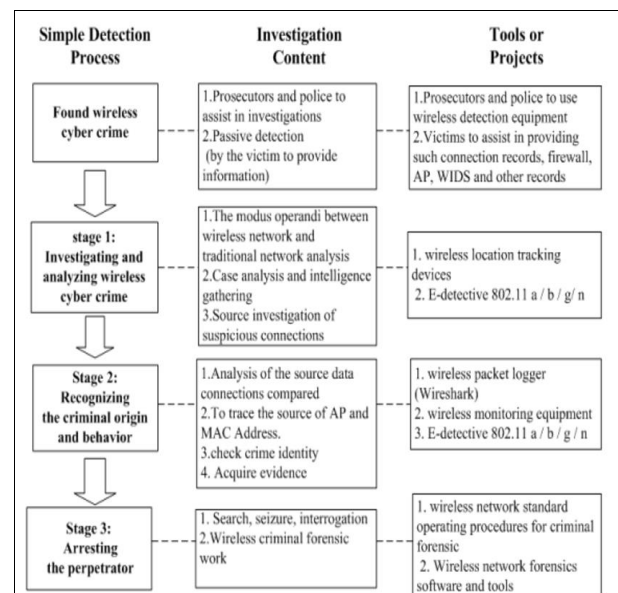 Simple Detection
Process
Investigation
Content
Tools or
Projects
Found wireless
cyber crime
1.Prosecutors and police to
assist in investigations
2.Passive detection
(by the victim to provide
information)
1.Prosecutors and police to use
wireless detection equipment
2.Victims to assist in providing
such connection records, firewall,
AP, WIDS and other records
stage 1:
Investigating and
analyzing wireless
cyber crime
1.The modus operandi between
wireless network and
traditional network analysis
2.Case analysis and intelligence
gathering
3.Source investigation of
suspicious connections
1. wireless location tracking
devices
2. E-detective 802.11 a / b / g/ n
Stage 2:
Recognizing
the criminal origin
and behavior
1.Analysis of the source data
connections compared
2.To trace the source of AP and
MAC Address.
3.check crime identity
4. Acquire evidence
1. wireless packet logger
(Wireshark)
2. wireless monitoring equipment
3. E-detective 802.11 a / b / g / n
Stage 3:
Arresting
the perpetrator
1. Search, seizure, interrogation
2.Wireless criminal forensic
work
1. wireless network standard
operating procedures for criminal
forensic
2. Wireless network forensics
software and tools